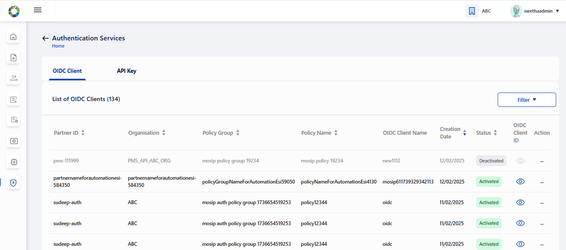 ABC
swethaadmin
Authentication Services
Home
OIDC Client API Key
List of OIDC Clients (134)
Filter
Partner ID Organisation Policy Group Policy Name OIDC Client Name Creation Date Status OIDC Client ID Action
pmc-111999 PMS_API_ABC_ORG mosip policy group 19234 mosip policy 19234 new1112 12/02/2025 Deactivated ...
partnernameforautomationesi-584350 partnernameforautomationesi-584350 policyGroupNameForAutomationEsi59050 policyNameForAutomationEsi4130 mosip611739329342113 12/02/2025 Activated ...
sudeep-auth ABC mosip auth policy group 1736654519253 policy12344 oidc 11/02/2025 Activated ...
sudeep-auth ABC mosip auth policy group 1736654519253 policy12344 oidc 11/02/2025 Activated ...
sudeep-auth ABC mosip auth policy group 1736654519253 policy12344 oidc 11/02/2025 Activated ...